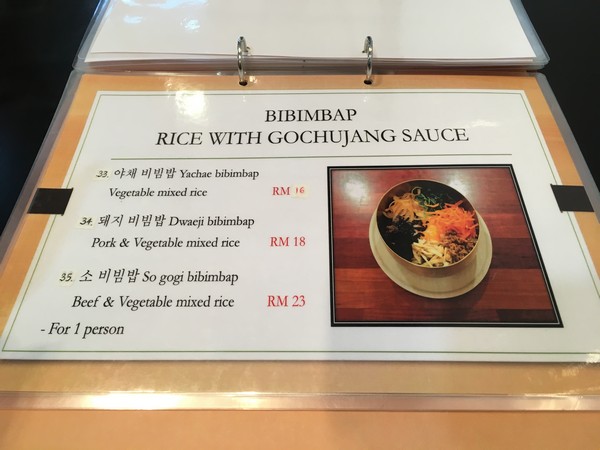 BIBIMBAP
RICE WITH GOCHUJANG SAUCE
33. 야채 비빔밥 Yachae bibimbap
Vegetable mixed rice RM 16
34. 돼지 비빔밥 Dwaeji bibimbap
Pork & Vegetable mixed rice RM 18
35. 소 비빔밥 So gogi bibimbap
Beef & Vegetable mixed rice RM 23
- For 1 person